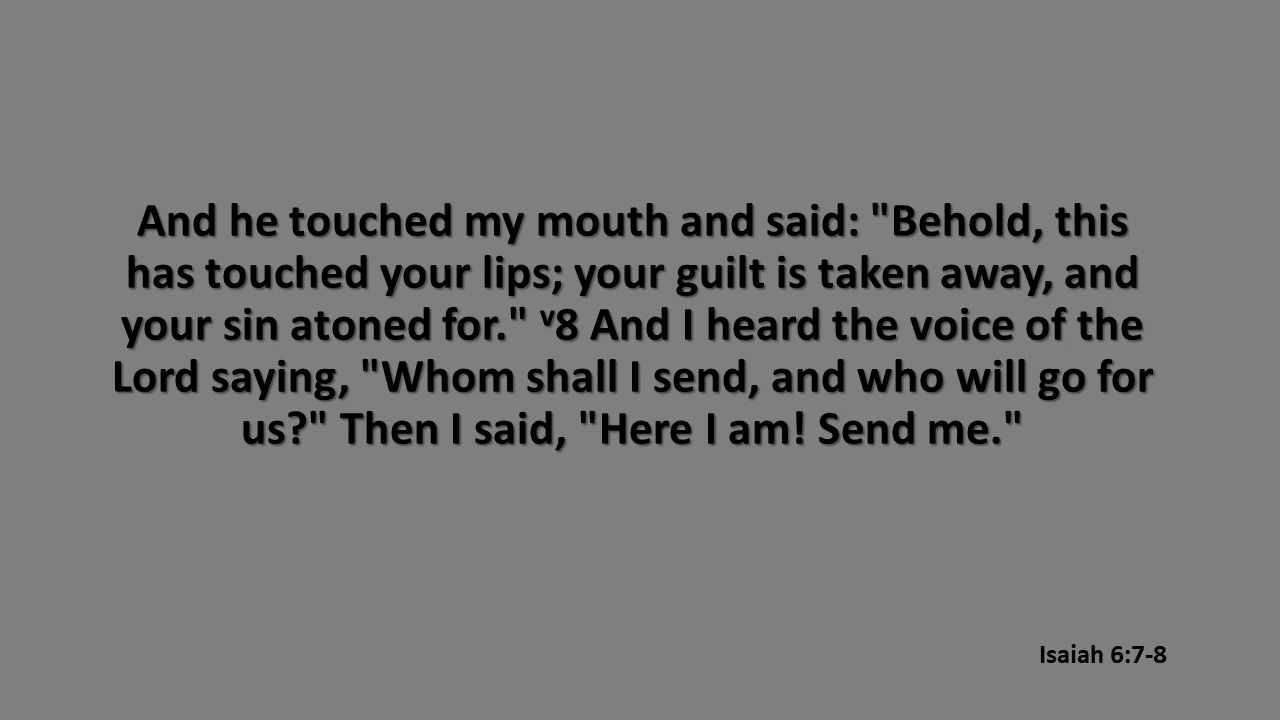 And he touched my mouth and said: "Behold, this
has touched your lips; your guilt is taken away, and
your sin atoned for." ᵛ8 And I heard the voice of the
Lord saying, "Whom shall I send, and who will go for
us?" Then I said, "Here I am! Send me."
Isaiah 6:7-8